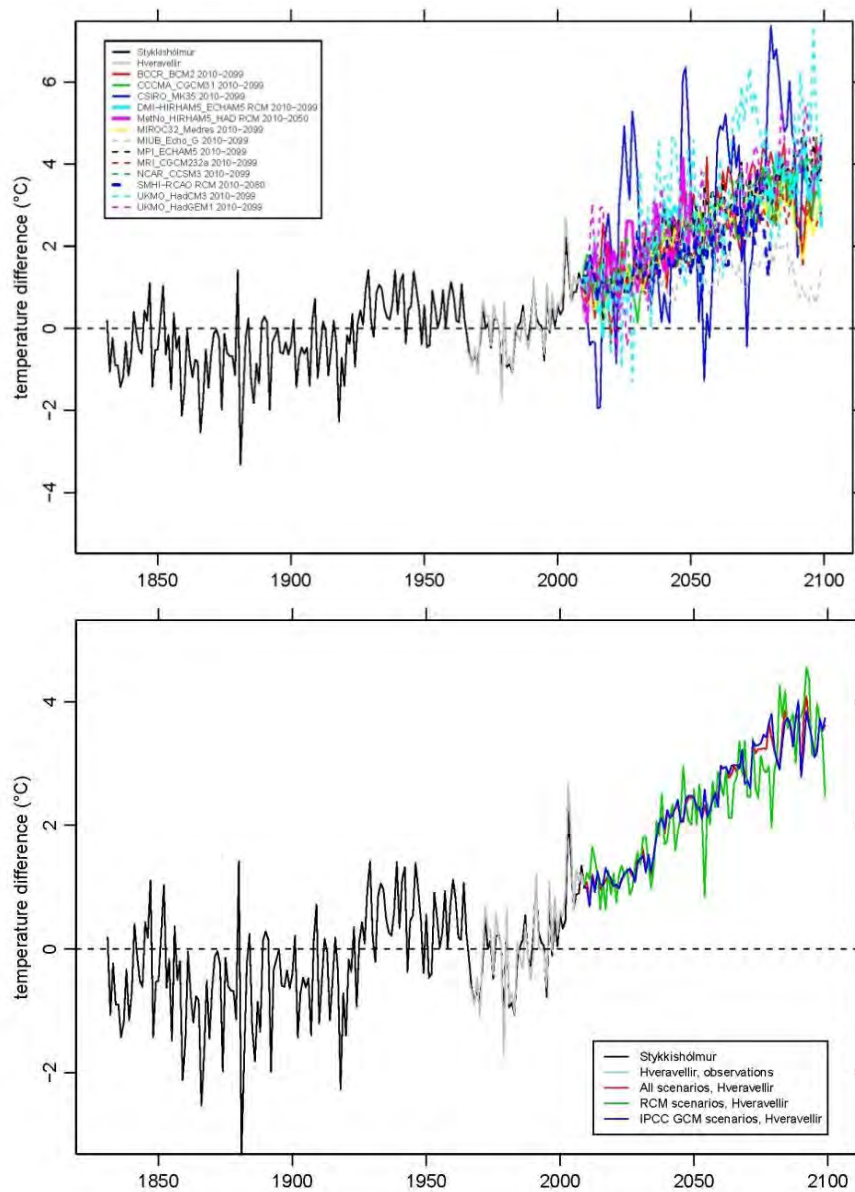 temperature difference (°C)
6
4
2
0
-2
-4
Stykkishólmur
Hveravellir
BCCR_BCM2 2010-2099
CCCMA_CGCM31 2010-2099
CSIRO_MK35 2010-2099
DMI-HIRHAM5_ECHAM5 RCM 2010-2099
MetNo_HIRHAM5_HAD RCM 2010-2050
MIROC32_Medres 2010-2099
MIUB_Echo_G 2010-2099
MPI_ECHAM5 2010-2099
MRI_CGCM232a 2010-2099
NCAR_CCSM3 2010-2099
SMHI-RCAO RCM 2010-2080
UKMO_HadCM3 2010-2099
UKMO_HadGEM1 2010-2099
1850 1900 1950 2000 2050 2100
temperature difference (°C)
4
2
0
-2
Stykkishólmur
Hveravellir, observations
All scenarios, Hveravellir
RCM scenarios, Hveravellir
IPCC GCM scenarios, Hveravellir
1850 1900 1950 2000 2050 2100